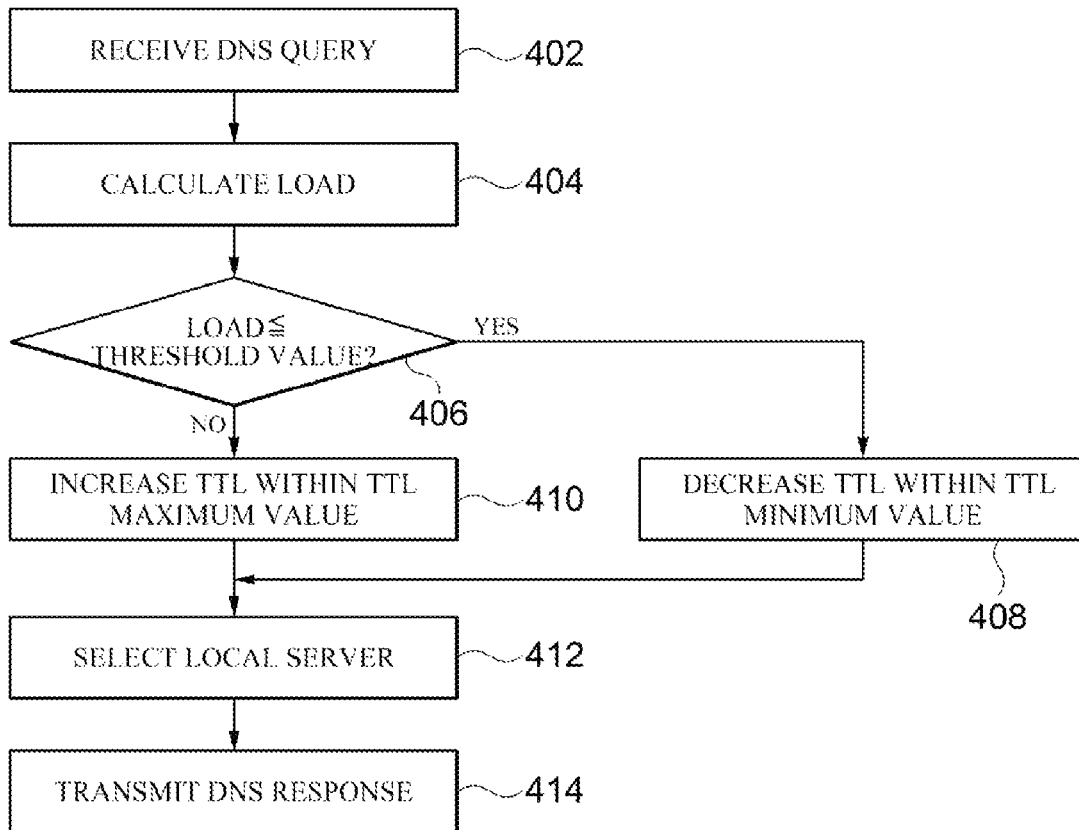 RECEIVE DNS QUERY
402
CALCULATE LOAD
404
LOAD≦
THRESHOLD VALUE?
406
YES
NO
INCREASE TTL WITHIN TTL
MAXIMUM VALUE
410
DECREASE TTL WITHIN TTL
MINIMUM VALUE
408
SELECT LOCAL SERVER
412
TRANSMIT DNS RESPONSE
414